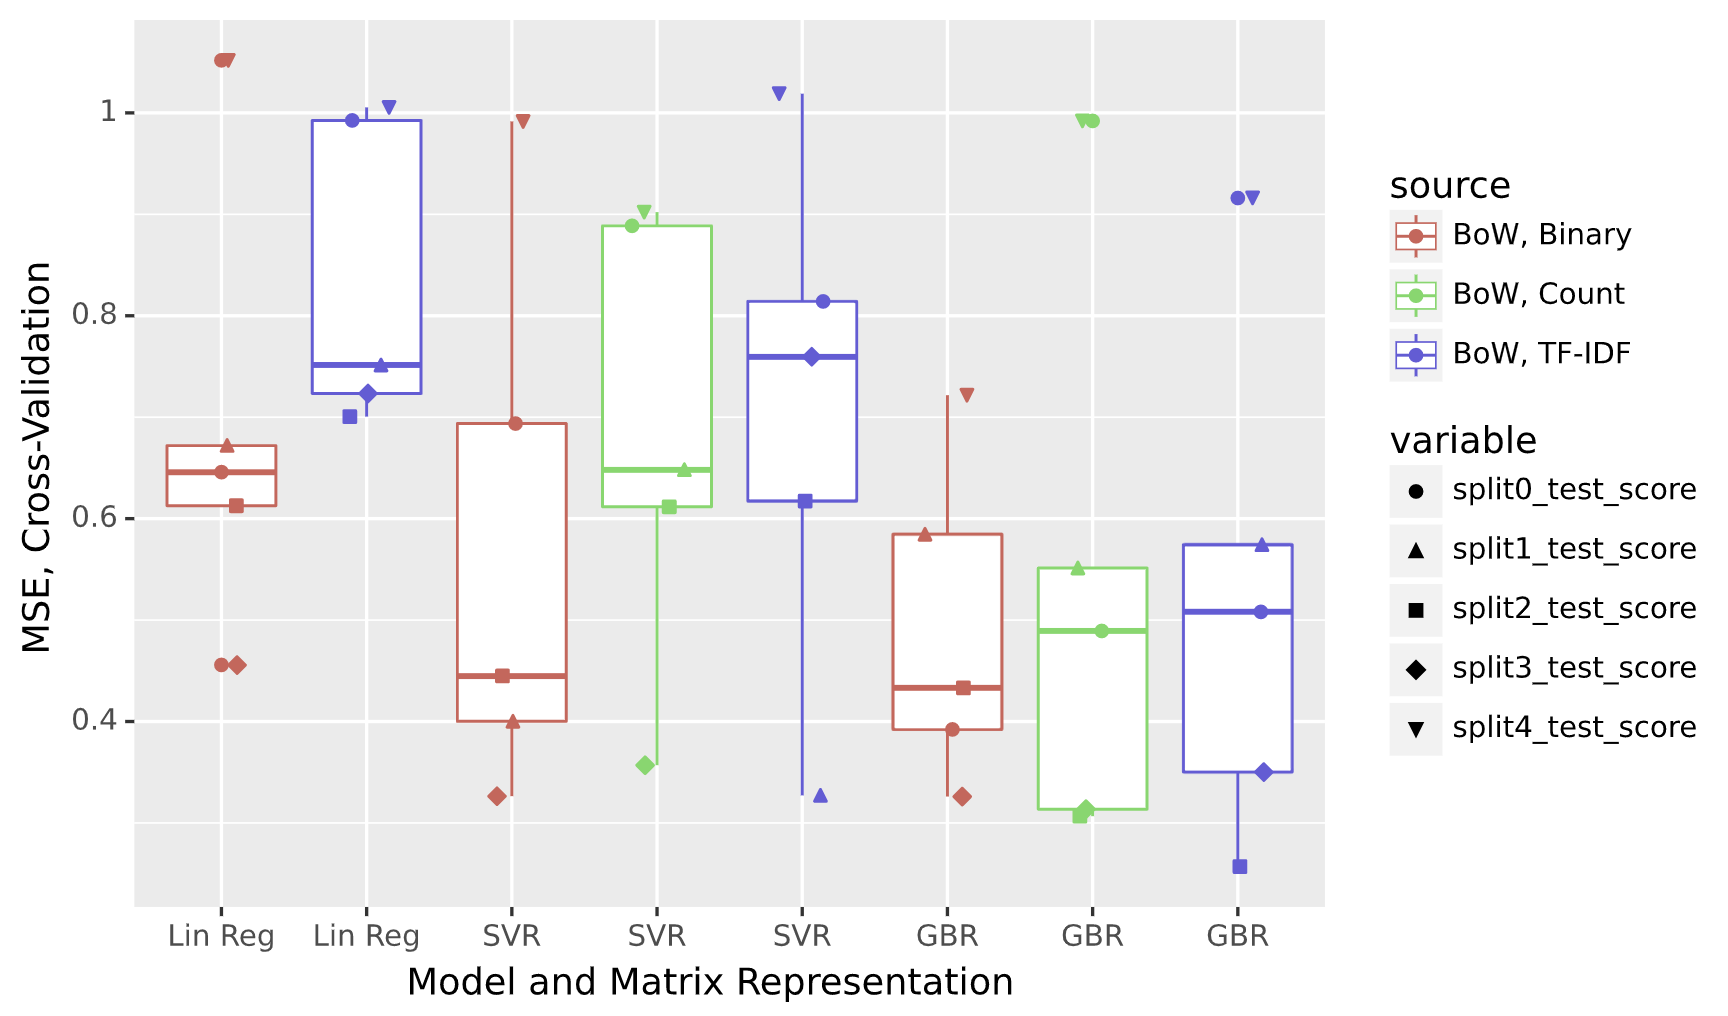 1
0.8
0.6
0.4
MSE, Cross-Validation
Lin Reg Lin Reg SVR SVR SVR GBR GBR GBR
Model and Matrix Representation
source
BoW, Binary
BoW, Count
BoW, TF-IDF
variable
split0_test_score
split1_test_score
split2_test_score
split3_test_score
split4_test_score